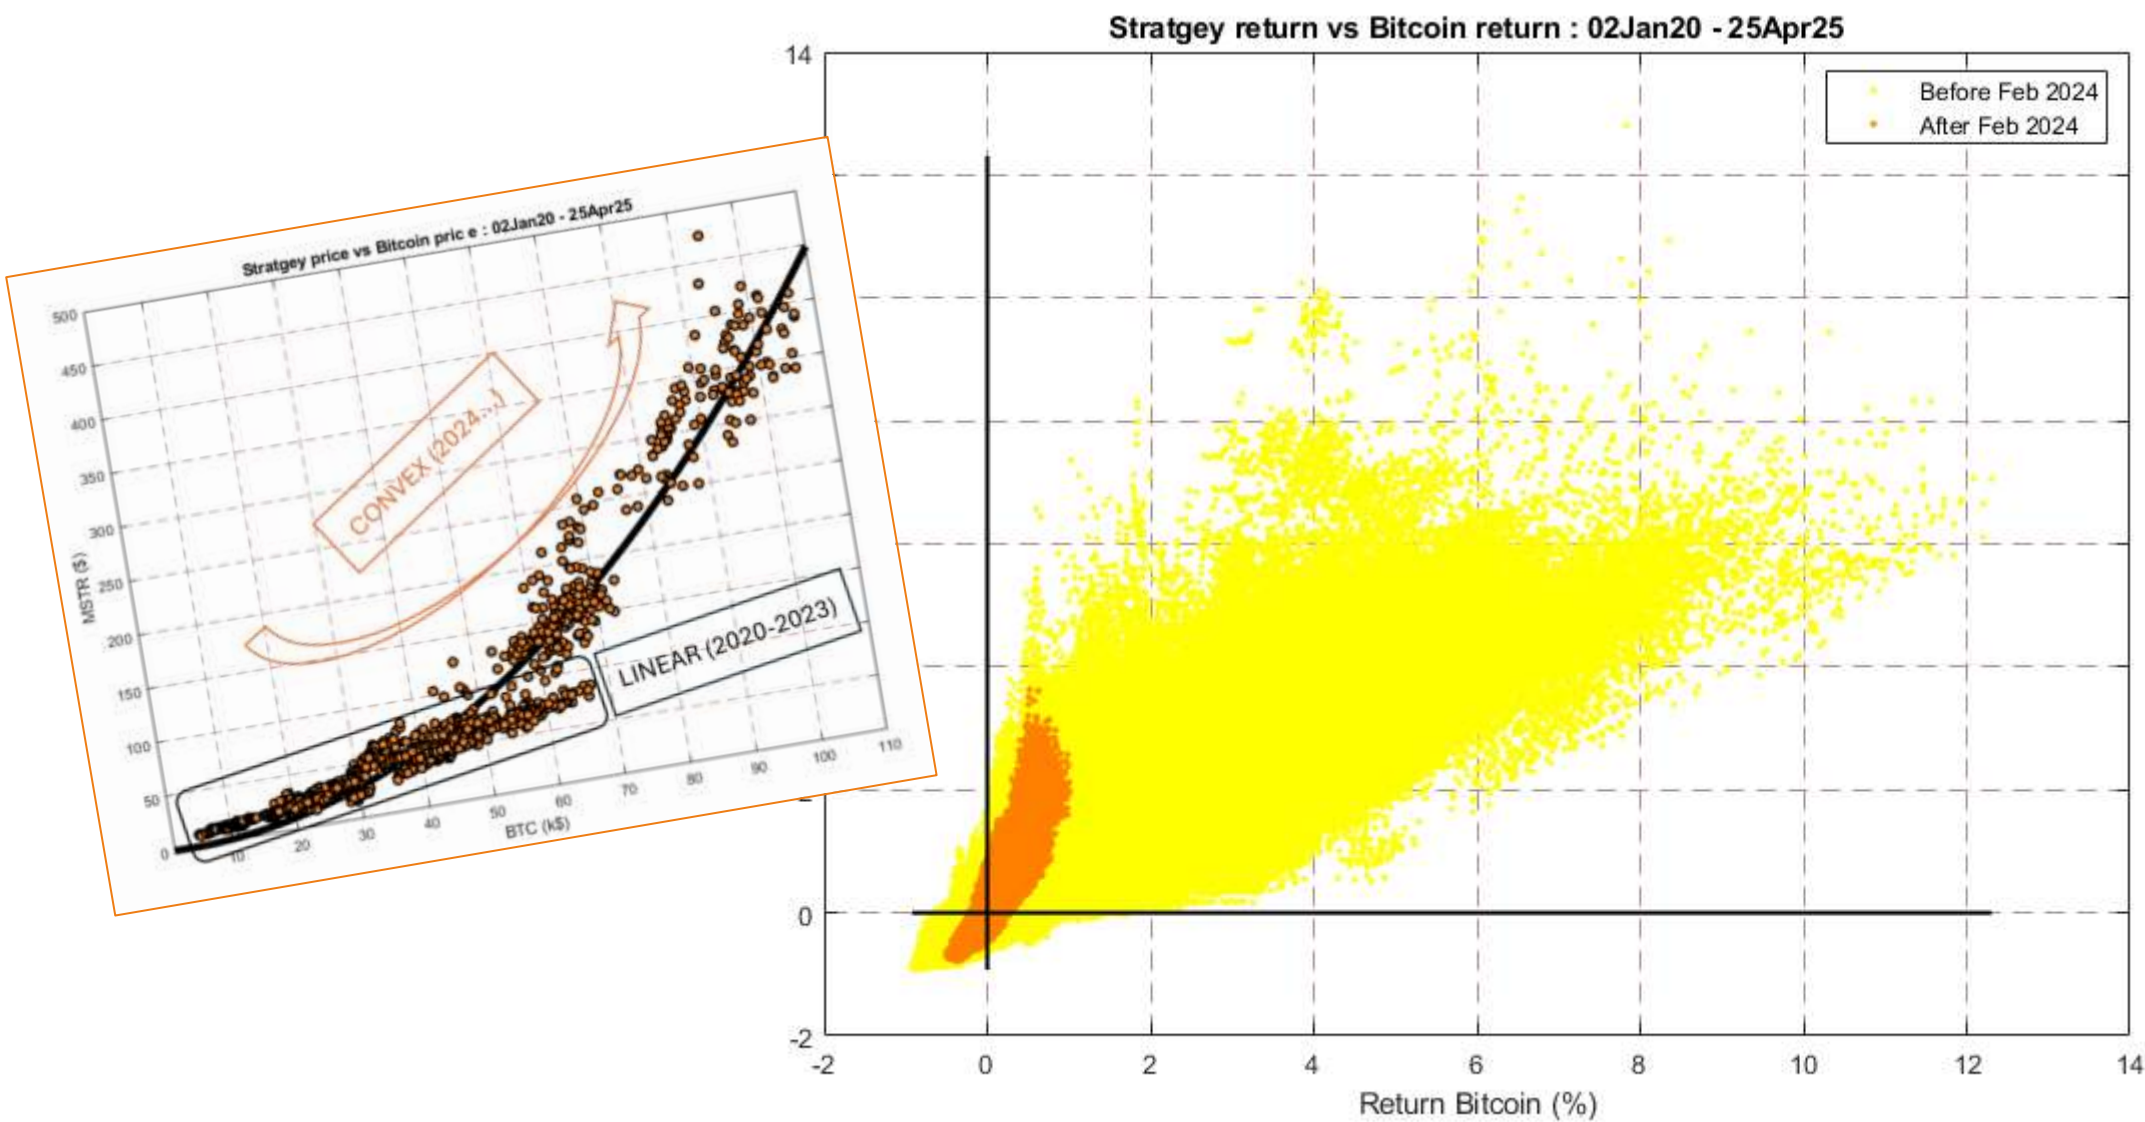 Stratgey return vs Bitcoin return : 02Jan20 - 25Apr25
14
Before Feb 2024
After Feb 2024
0
-2
-2 0 2 4 6 8 10 12 14
Return Bitcoin (%)
Stratgey price vs Bitcoin pric e : 02Jan20 - 25Apr25
500
450
400
350
300
250
200
150
100
50
0
MSTR ($)
CONVEX (2024...)
LINEAR (2020-2023)
10 20 30 40 50 60 70 80 90 100 110
BTC (k$)